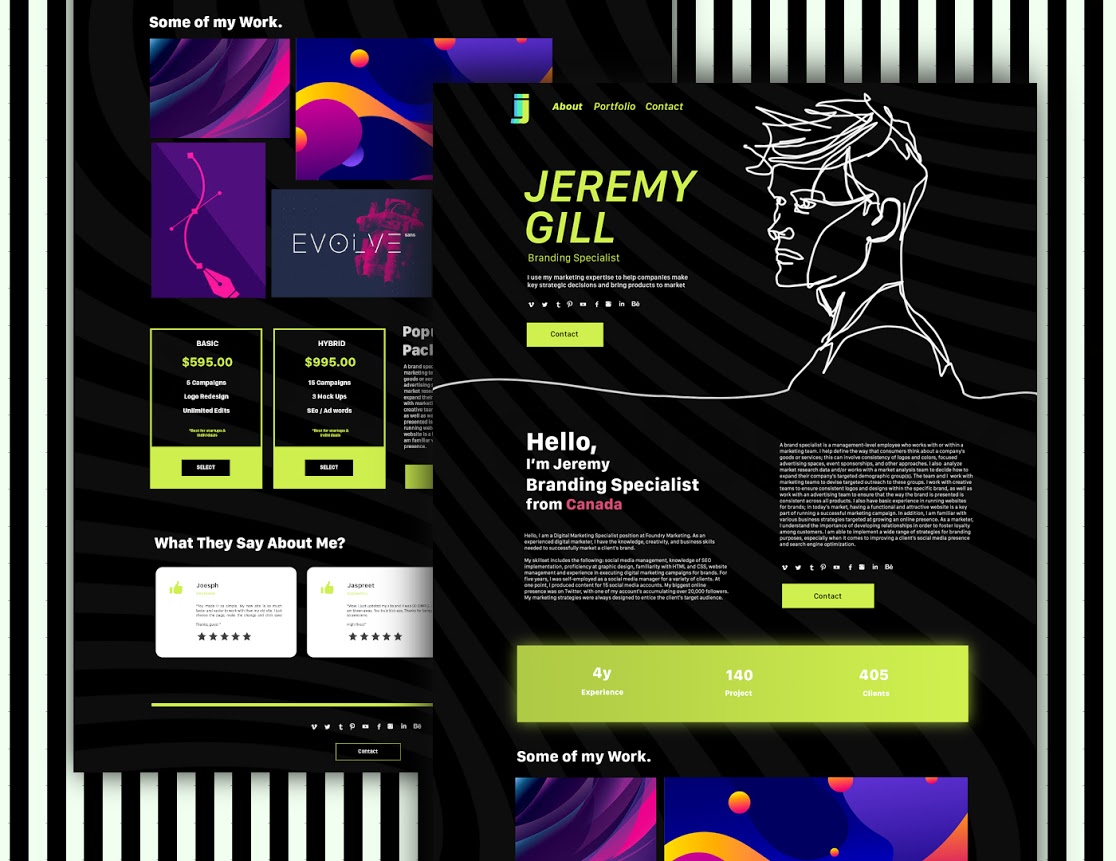 Some of my Work.
EVOLVE
sans
BASIC
$595.00
5 Campaigns
Logo Redesign
Unlimited Edits
*Best for startups &
Individuals
SELECT
HYBRID
$995.00
15 Campaigns
3 Mock Ups
SEo / Ad words
*Best for startups &
Individuals
SELECT
What They Say About Me?
Joesph
Jaspreet
Contact
About Portfolio Contact
JEREMY
GILL
Branding Specialist
I use my marketing expertise to help companies make
key strategic decisions and bring products to market
Contact
Hello,
I'm Jeremy
Branding Specialist
from Canada
Hello, I am a Digital Marketing Specialist position at Foundry Marketing. As an
experienced digital marketer, I have the knowledge, creativity, and business skills
needed to successfully market a client's brand.
My skillset includes the following: social media management, knowledge of SEO
implementation, proficiency at graphic design, familiarity with HTML and CSS, website
management and experience in executing digital marketing campaigns for brands. For
five years, I was self-employed as a social media manager for a variety of clients. At
one point, I produced content for 15 social media accounts. My biggest online
presence was on Twitter, with one of my account's accumulating over 20,000 followers.
My marketing strategies were always designed to entice the client's target audience.
A brand specialist is a management-level employee who works with or within a
marketing team. I help define the way that consumers think about a company's
goods or services; this can involve consistency of logos and colors, focused
advertising spaces, event sponsorships, and other approaches. I also analyze
market research data and/or works with a market analysis team to decide how to
expand their company's targeted demographic group(s). The team and I work with
marketing teams to devise targeted outreach to these groups. I work with creative
teams to ensure consistent logos and designs within the specific brand, as well as
work with an advertising team to ensure that the way the brand is presented is
consistent across all products. I also have basic experience in running websites
for brands; in today's market, having a functional and attractive website is a key
part of running a successful marketing campaign. In addition, I am familiar with
various business strategies targeted at growing an online presence. As a marketer,
I understand the importance of developing relationships in order to foster loyalty
among customers. I am able to implement a wide range of strategies for branding
purposes, especially when it comes to improving a client's social media presence
and search engine optimization.
Contact
4y
Experience
140
Project
405
Clients
Some of my Work.